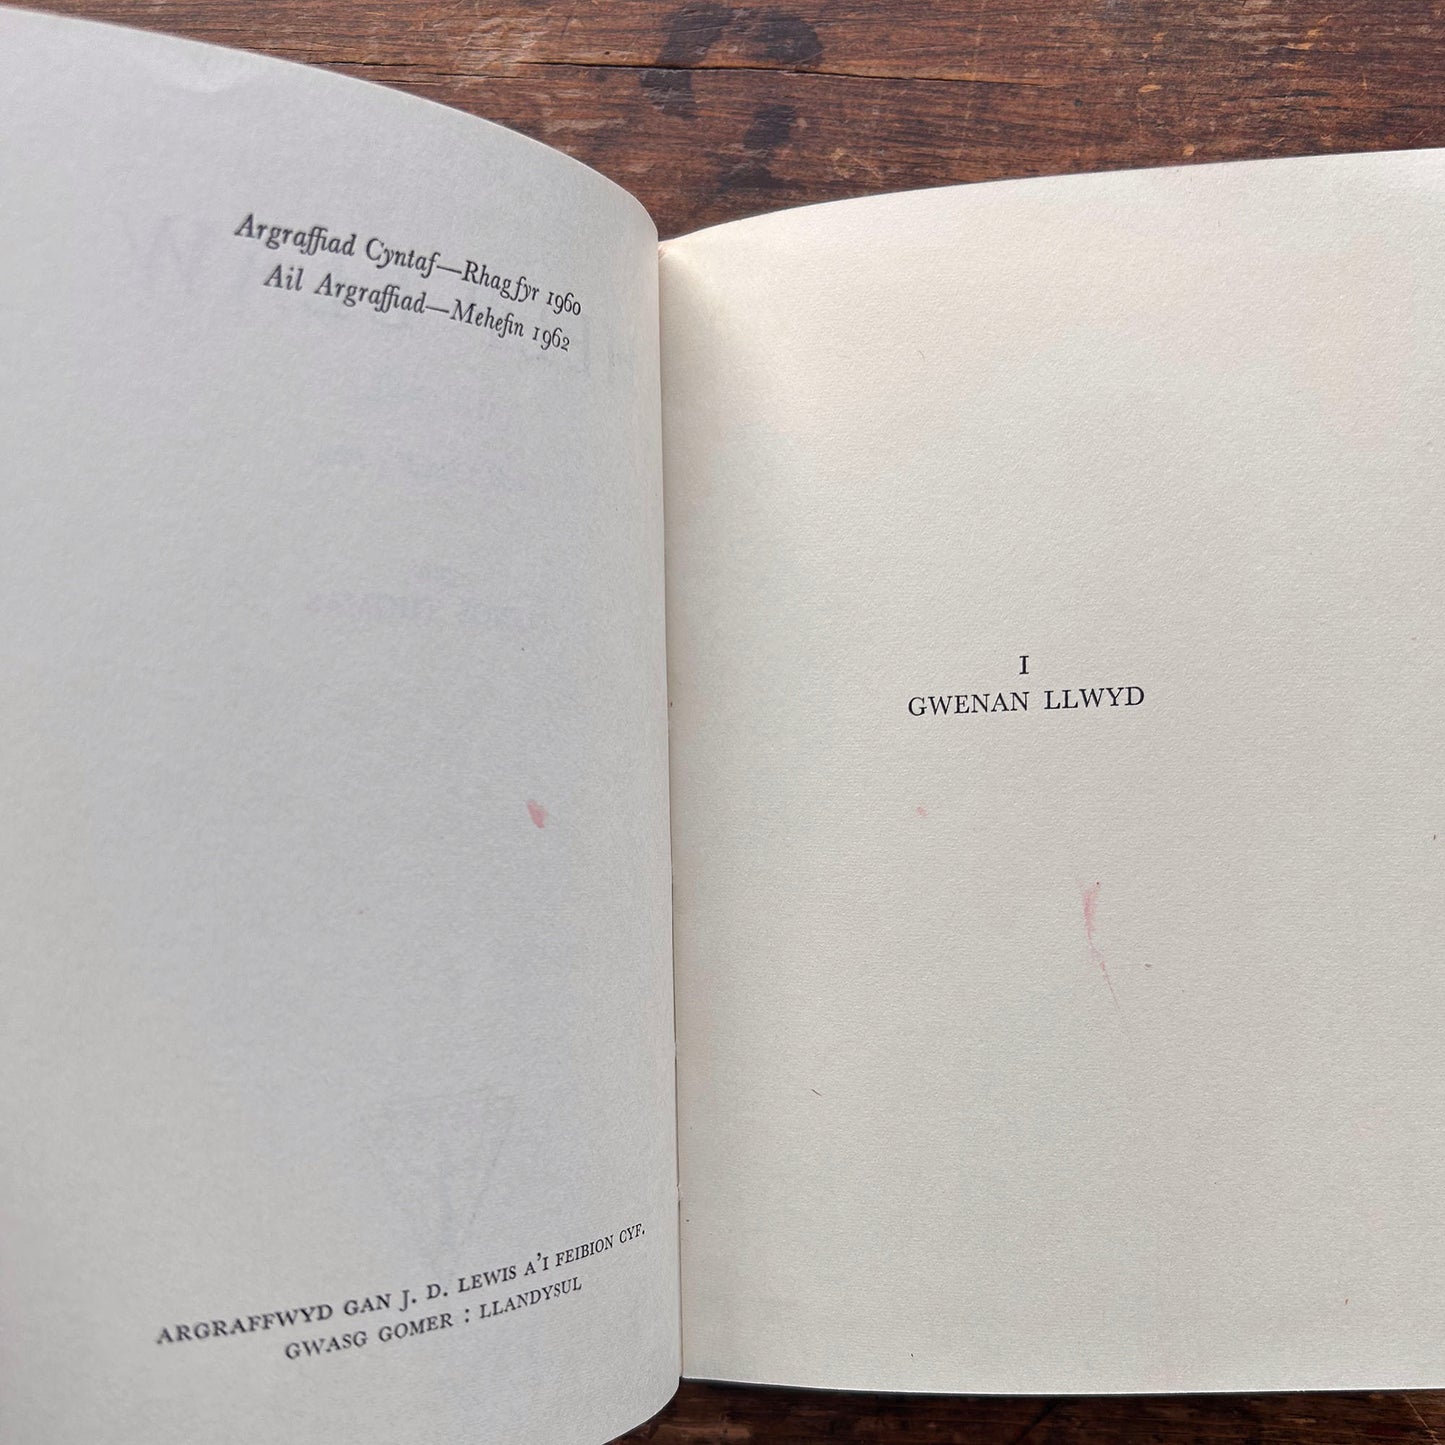 Argraffiad Cyntaf—Rhagfyr 1960
Ail Argraffiad—Mehefin 1962
ARGRAFFWYD GAN J. D. LEWIS A'I FEIBION CYF.
GWASG GOMER : LLANDYSUL
I
GWENAN LLWYD